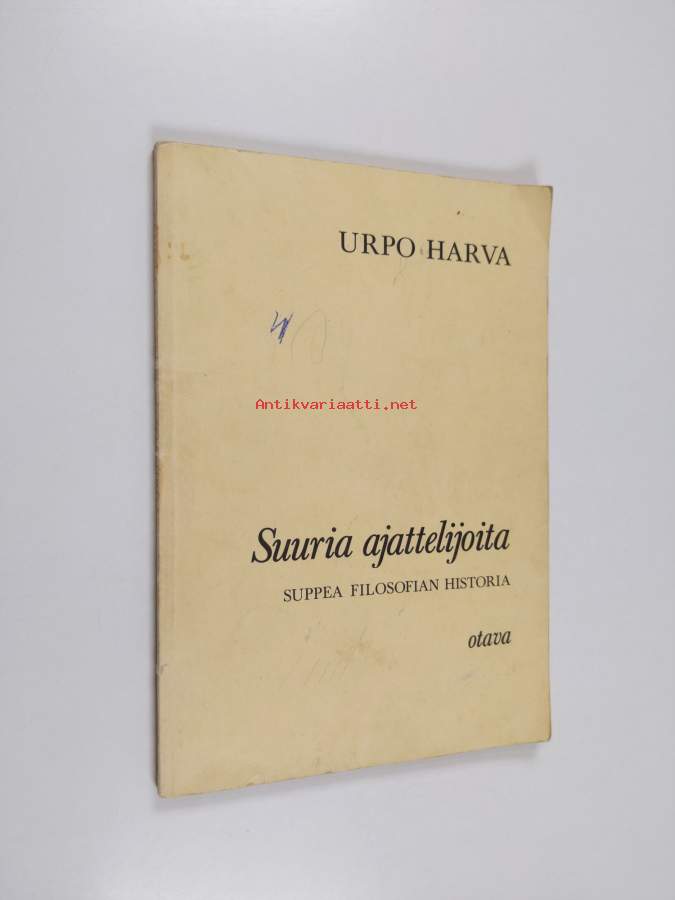 URPO HARVA
Antikvariaatti.net
Suuria ajattelijoita
SUPPEA FILOSOFIAN HISTORIA
otava